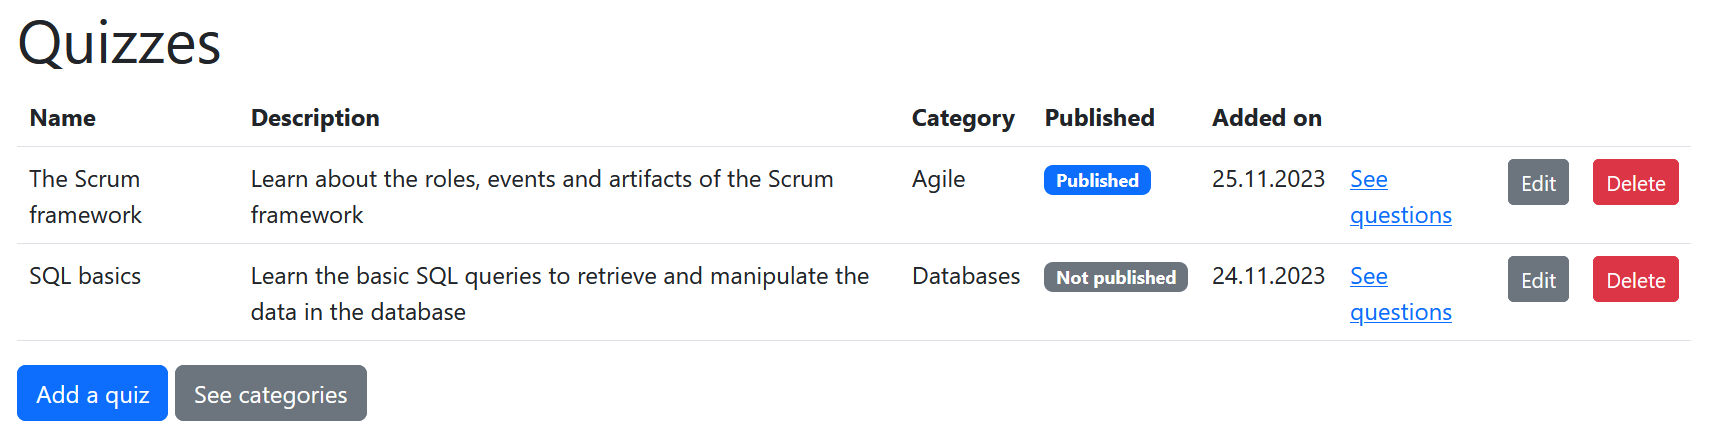 Quizzes
Name Description Category Published Added on
The Scrum Learn about the roles, events and artifacts of the Scrum Agile Published 25.11.2023 See Edit Delete
framework framework questions
SQL basics Learn the basic SQL queries to retrieve and manipulate the Databases Not published 24.11.2023 See Edit Delete
data in the database questions
Add a quiz See categories